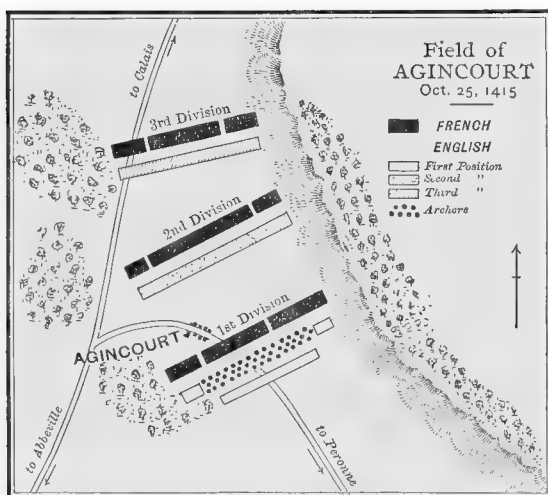 Field of
AGINCOURT
Oct. 25, 1415
FRENCH
ENGLISH
First Position
Second "
Third "
Archers
to Calais
3rd Division
2nd Division
1st Division
AGINCOURT
to Abbeville
to Peronne